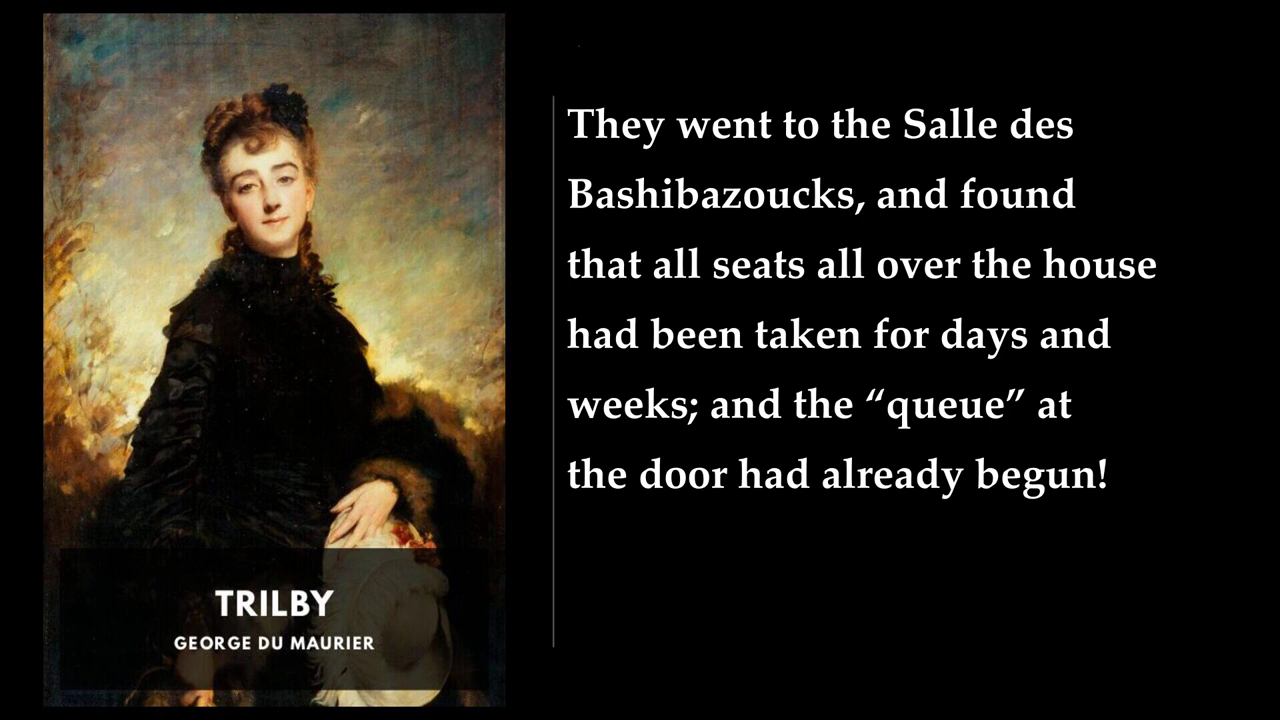 They went to the Salle des
Bashibazoucks, and found
that all seats all over the house
had been taken for days and
weeks; and the “queue” at
the door had already begun!
TRILBY
GEORGE DU MAURIER